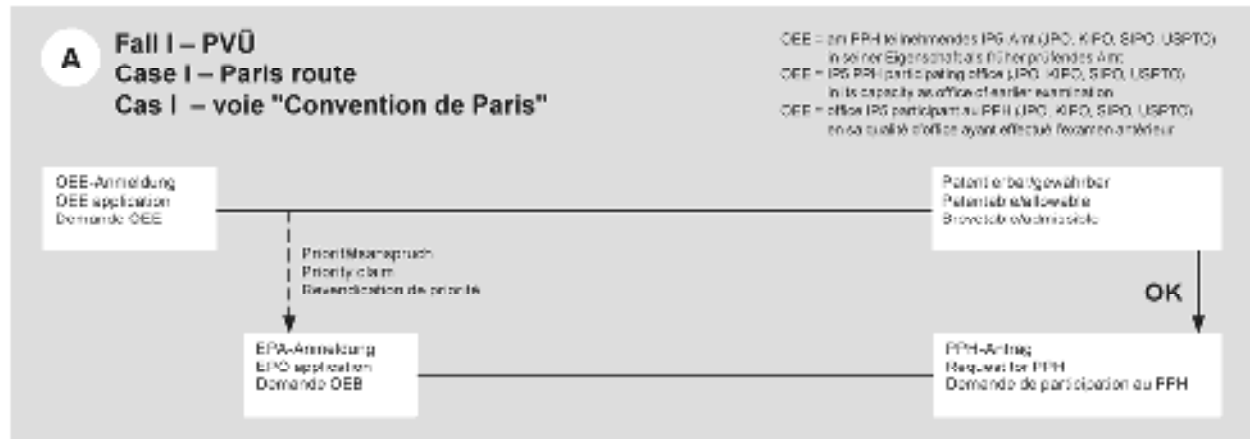 A
Fall I – PVÜ
Case I – Paris route
Cas I – voie "Convention de Paris"
OEE = am PPH teilnehmendes IP5-Amt (JPO, KIPO, SIPO, USPTO)
in seiner Eigenschaft als früher prüfendes Amt
OEE = IP5 PPH participating office (JPO, KIPO, SIPO, USPTO)
in its capacity as office of earlier examination
OEE = office IP5 participant au PPH (JPO, KIPO, SIPO, USPTO)
en sa qualité d'office ayant effectué l'examen antérieur
OEE-Anmeldung
OEE application
Demande OEE
Patentierbar/gewährbar
Patentable/allowable
Brevetable/admissible
Prioritätsanspruch
Priority claim
Revendication de priorité
OK
EPA-Anmeldung
EPO application
Demande OEB
PPH-Antrag
Request for PPH
Demande de participation au PPH